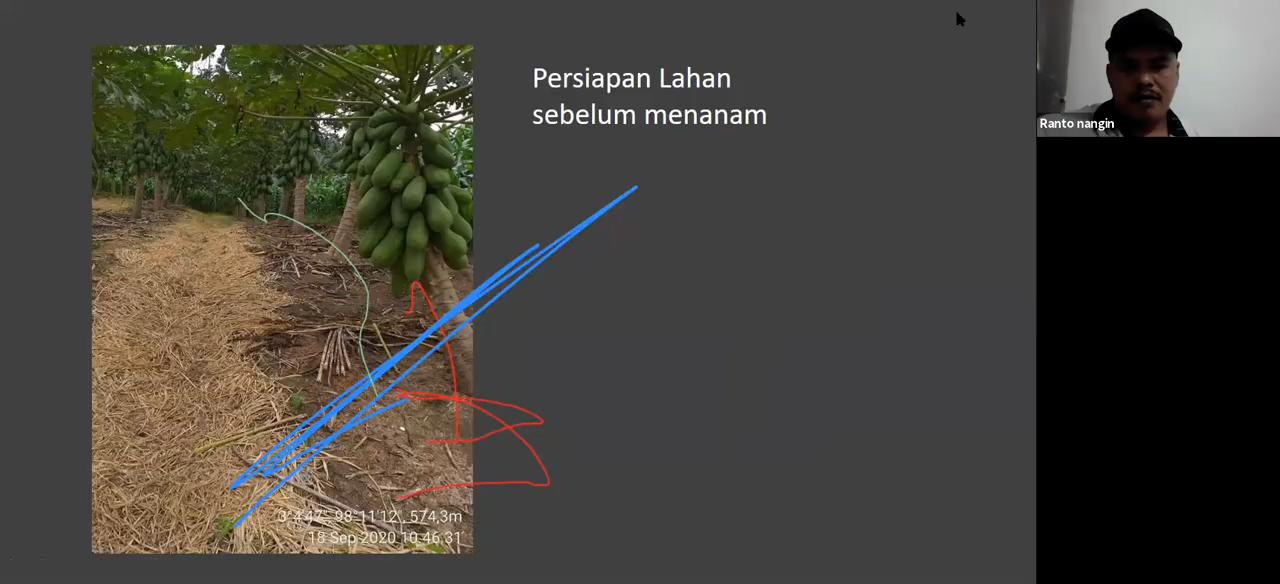 Persiapan Lahan
sebelum menanam
Ranto nangin
3°4'47", 98°11'12", 574,3m
18 Sep 2020 10.46.31